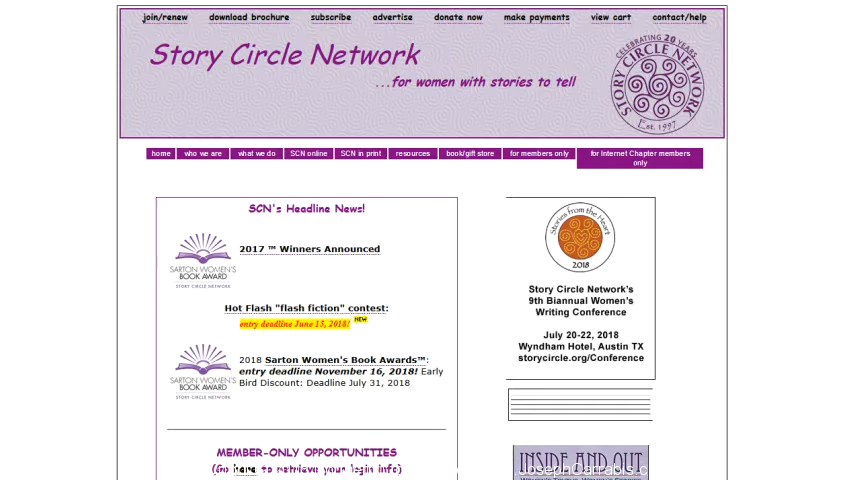 join/renew download brochure subscribe advertise donate now make payments view cart contact/help
Story Circle Network
...for women with stories to tell
CELEBRATING 20 YEARS
STORY CIRCLE NETWORK
Est. 1997
home who we are what we do SCN online SCN in print resources book/gift store for members only for Internet Chapter members
only
SCN's Headline News!
SARTON WOMEN'S
BOOK AWARD
STORY CIRCLE NETWORK
2017 ™ Winners Announced
Hot Flash "flash fiction" contest:
entry deadline June 15, 2018! NEW
SARTON WOMEN'S
BOOK AWARD
STORY CIRCLE NETWORK
2018 Sarton Women's Book Awards™:
entry deadline November 16, 2018! Early
Bird Discount: Deadline July 31, 2018
MEMBER-ONLY OPPORTUNITIES
(Go here to retrieve your login info)
Stories from the Heart
2018
Story Circle Network's
9th Biannual Women's
Writing Conference
July 20-22, 2018
Wyndham Hotel, Austin TX
storycircle.org/Conference
INSIDE AND OUT
JosephCarrabis.c